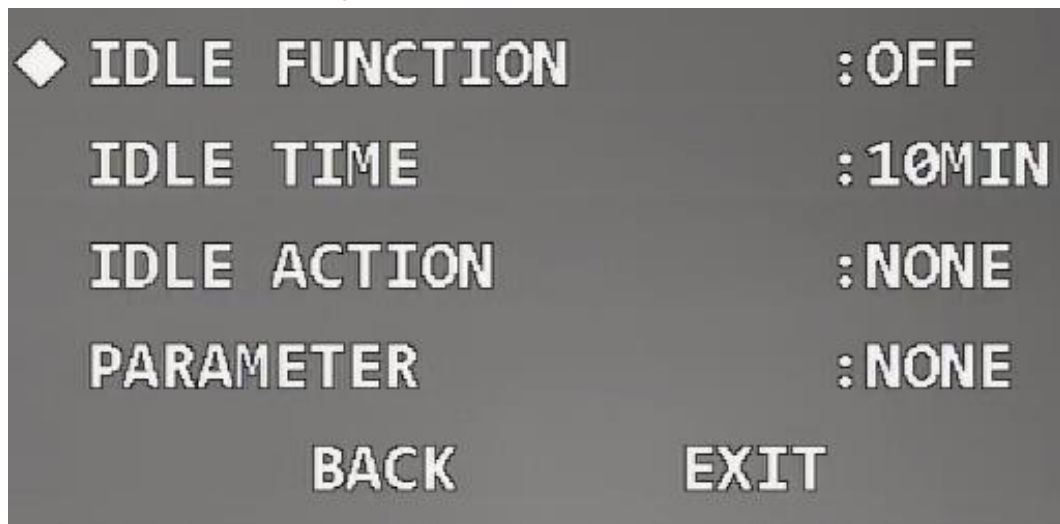 IDLE FUNCTION :OFF
IDLE TIME :10MIN
IDLE ACTION :NONE
PARAMETER :NONE
BACK EXIT